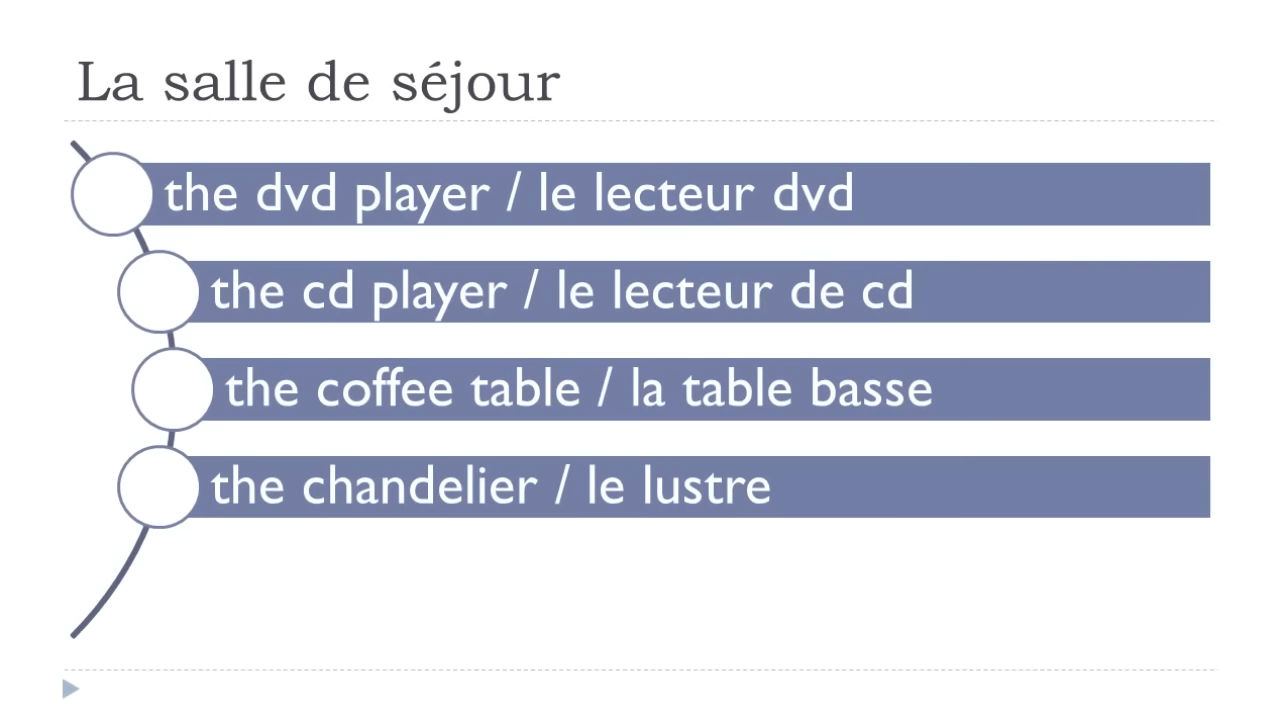 La salle de séjour
the dvd player / le lecteur dvd
the cd player / le lecteur de cd
the coffee table / la table basse
the chandelier / le lustre